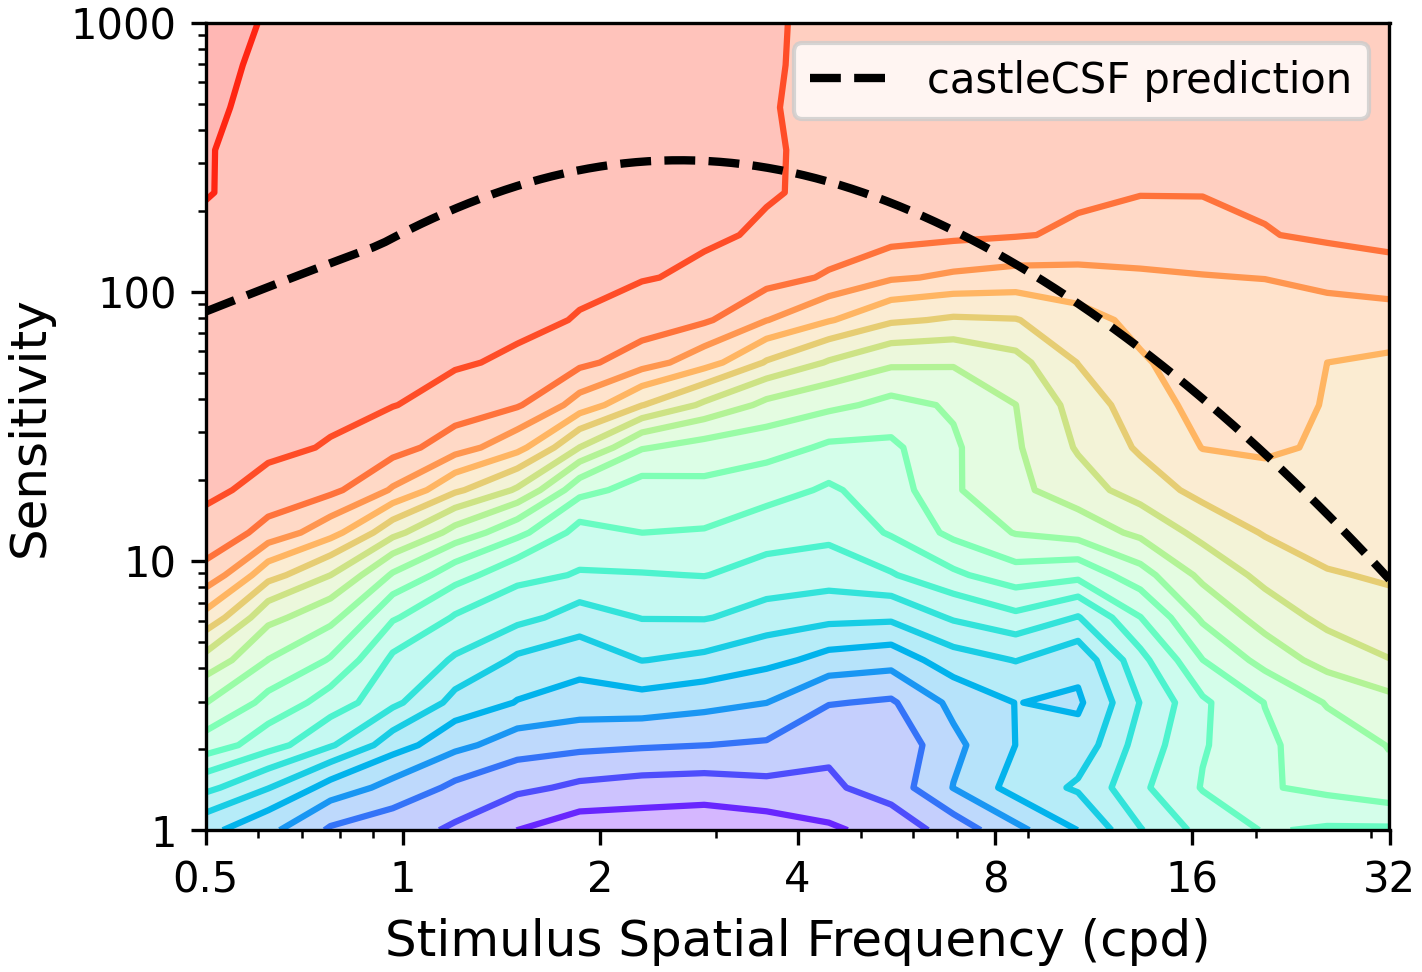 1000
castleCSF prediction
100
Sensitivity
10
1
0.5 1 2 4 8 16 32
Stimulus Spatial Frequency (cpd)